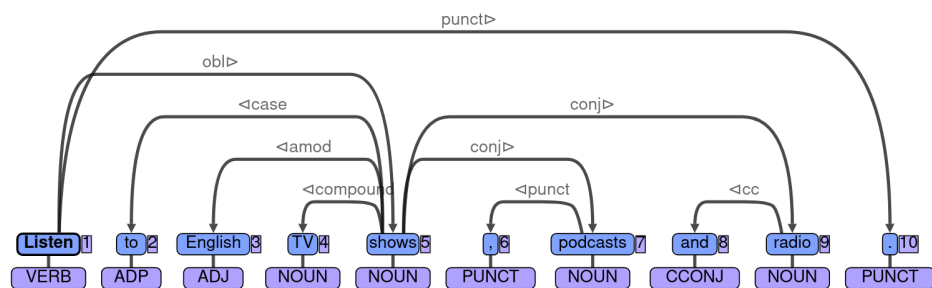 punct▷
obl▷
◁case conj▷
◁amod conj▷
◁compound ◁punct ◁cc
Listen 1 to 2 English 3 TV 4 shows 5 , 6 podcasts 7 and 8 radio 9 . 10
VERB ADP ADJ NOUN NOUN PUNCT NOUN CCONJ NOUN PUNCT